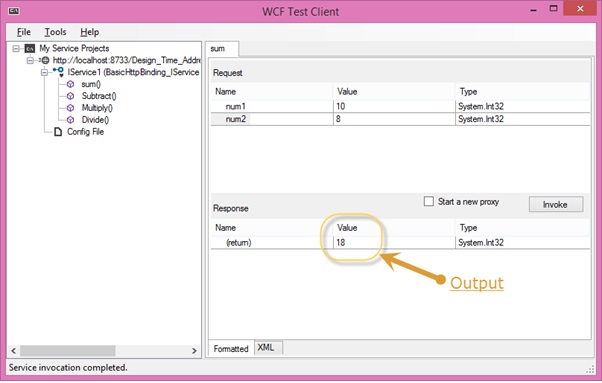 WCF Test Client
File Tools Help
My Service Projects
http://localhost:8733/Design_Time_Addre
IService1 (BasicHttpBinding_IService
sum()
Subtract()
Multiply()
Divide()
Config File
sum
Request
Name Value Type
num1 10 System.Int32
num2 8 System.Int32
Response
Start a new proxy
Invoke
Name Value Type
(return) 18 System.Int32
Output
Formatted XML
Service invocation completed.